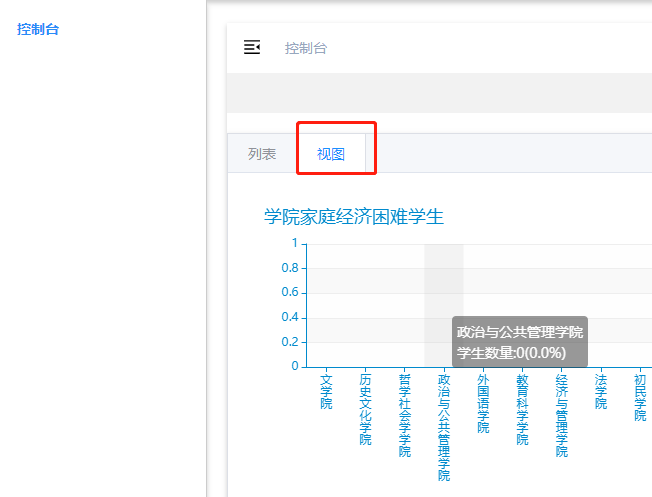 控制台
控制台
列表
视图
学院家庭经济困难学生
1
0.8
0.6
0.4
0.2
0
政治与公共管理学院
学生数量:0(0.0%)
文学院
历史文化学院
哲学社会学学院
政治与公共管理学院
外国语学院
教育科学学院
经济与管理学院
法学院
初民学院